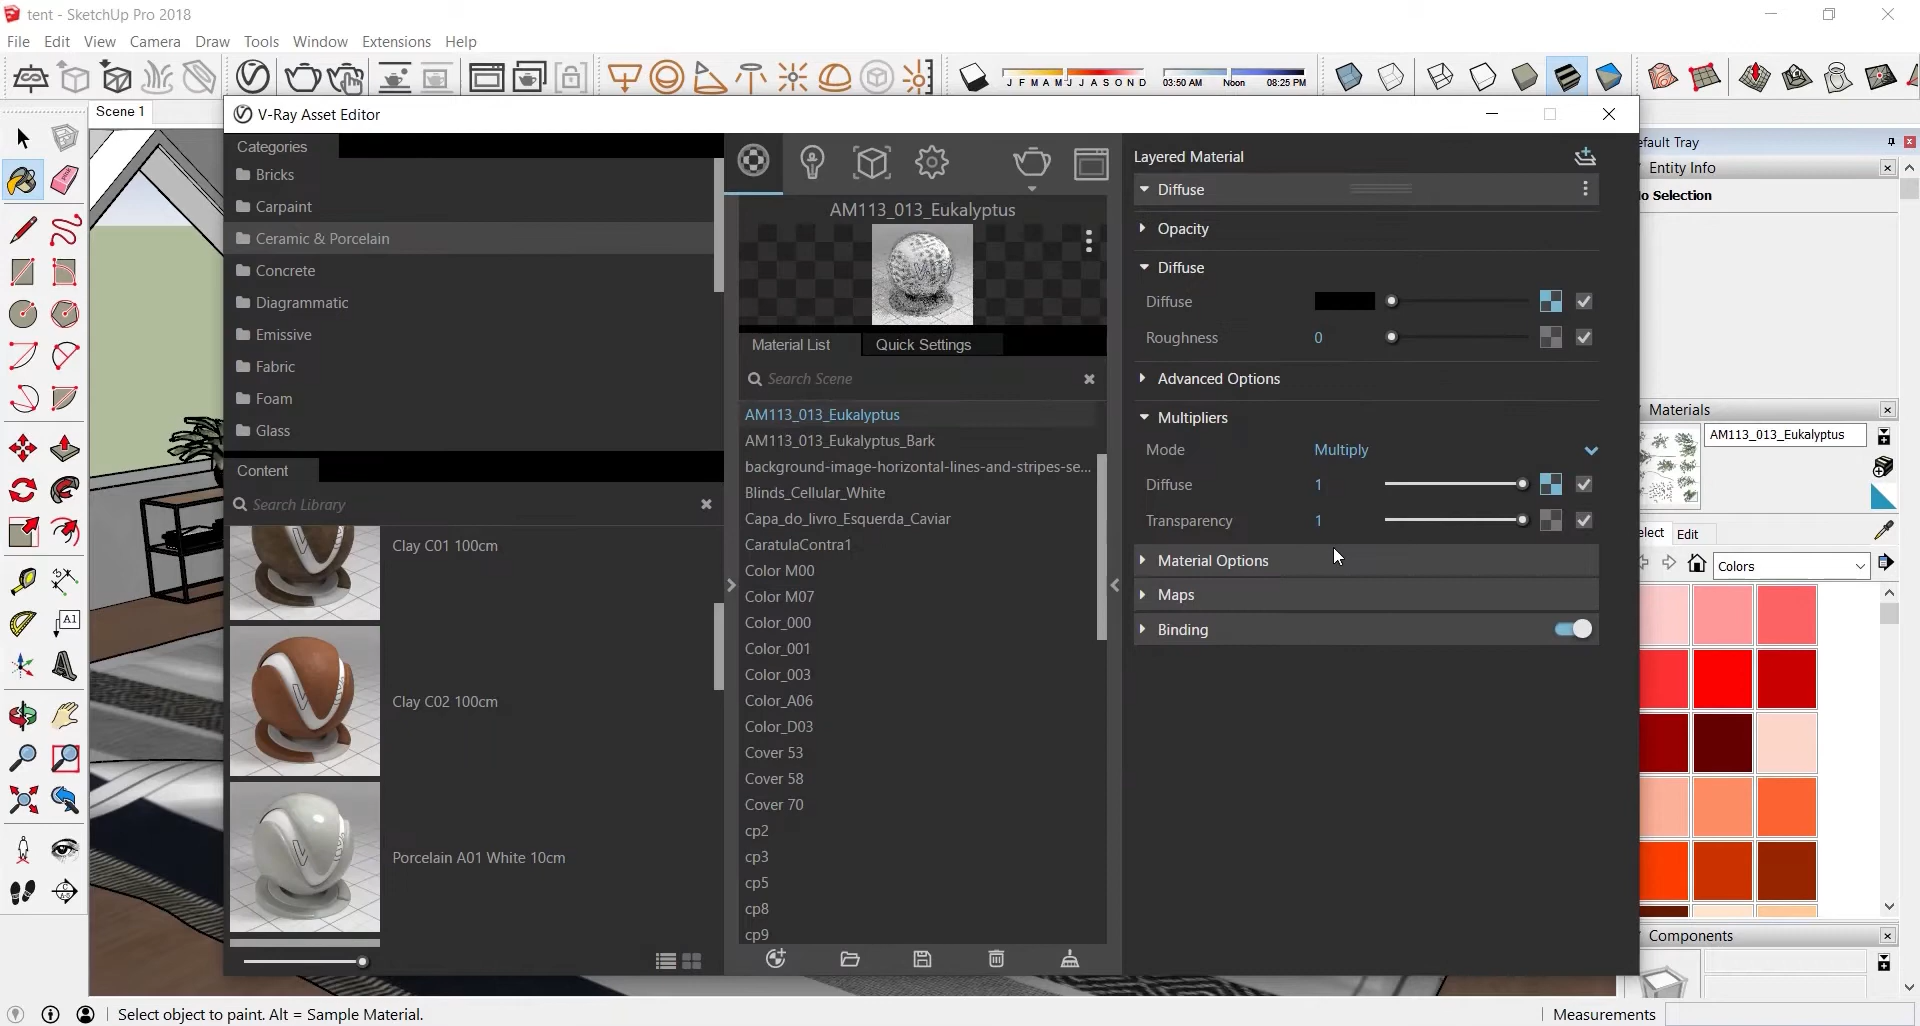 tent - SketchUp Pro 2018
File Edit View Camera Draw Tools Window Extensions Help
J F M A M J J A S O N D
03:50 AM Noon 08:25 PM
Scene 1
V-Ray Asset Editor
Categories
Bricks
Carpaint
Ceramic & Porcelain
Concrete
Diagrammatic
Emissive
Fabric
Foam
Glass
Content
Search Library
Clay C01 100cm
Clay C02 100cm
Porcelain A01 White 10cm
AM113_013_Eukalyptus
Material List
Quick Settings
Search Scene
AM113_013_Eukalyptus
AM113_013_Eukalyptus_Bark
background-image-horizontal-lines-and-stripes-se...
Blinds_Cellular_White
Capa_do_livro_Esquerda_Caviar
CaratulaContra1
Color M00
Color M07
Color_000
Color_001
Color_003
Color_A06
Color_D03
Cover 53
Cover 58
Cover 70
cp2
cp3
cp5
cp8
cp9
Layered Material
Diffuse
Opacity
Diffuse
Diffuse
Roughness 0
Advanced Options
Multipliers
Mode Multiply
Diffuse 1
Transparency 1
Material Options
Maps
Binding
efault Tray
Entity Info
lo Selection
Materials
AM113_013_Eukalyptus
elect Edit
Colors
Components
A1
Select object to paint. Alt = Sample Material.
Measurements